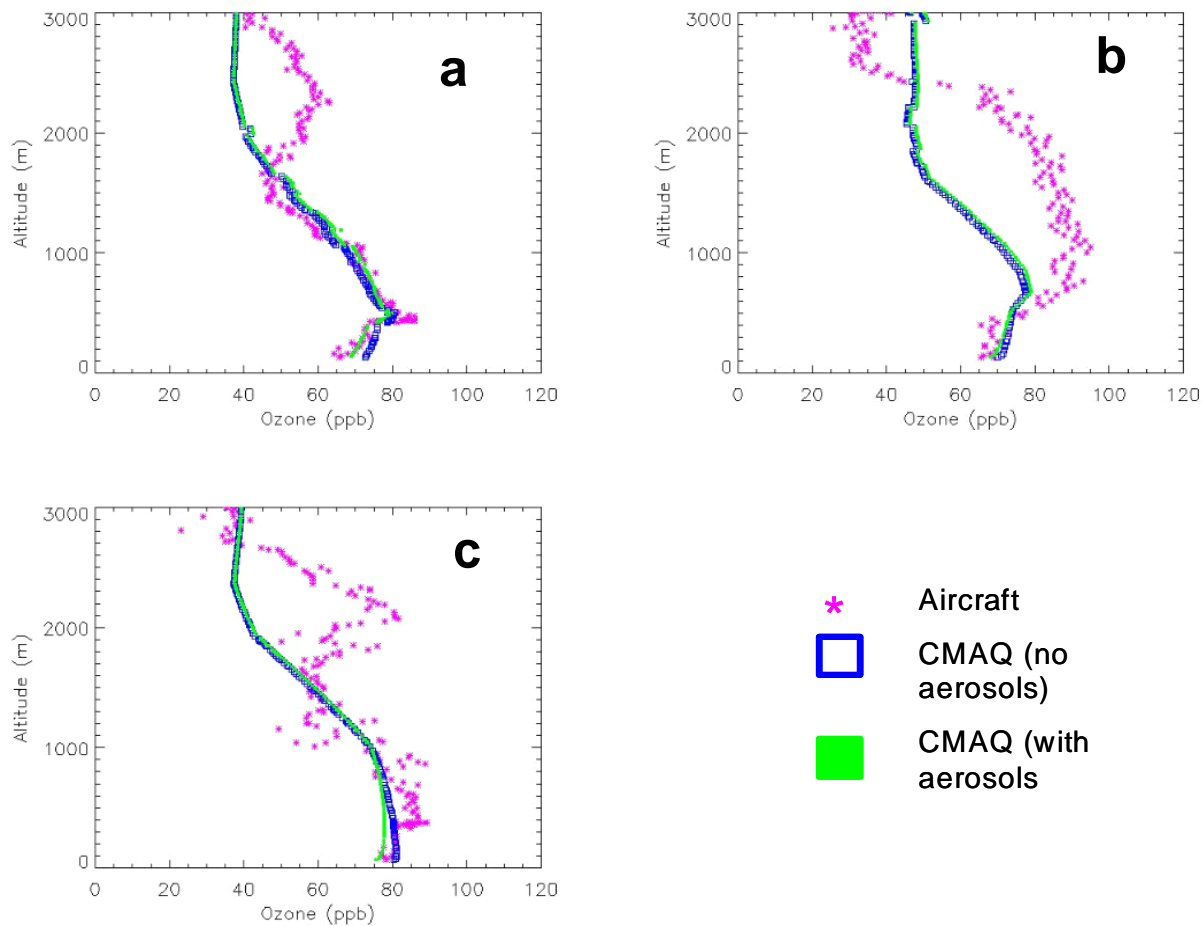 3000
2000
1000
0
Altitude (m)
a
0 20 40 60 80 100 120
Ozone (ppb)
3000
2000
1000
0
Altitude (m)
b
0 20 40 60 80 100 120
Ozone (ppb)
3000
2000
1000
0
Altitude (m)
c
0 20 40 60 80 100 120
Ozone (ppb)
* Aircraft
CMAQ (no
aerosols)
CMAQ (with
aerosols